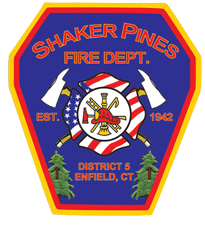 SHAKER PINES
FIRE DEPT.
EST. 1942
DISTRICT 5
ENFIELD, CT.